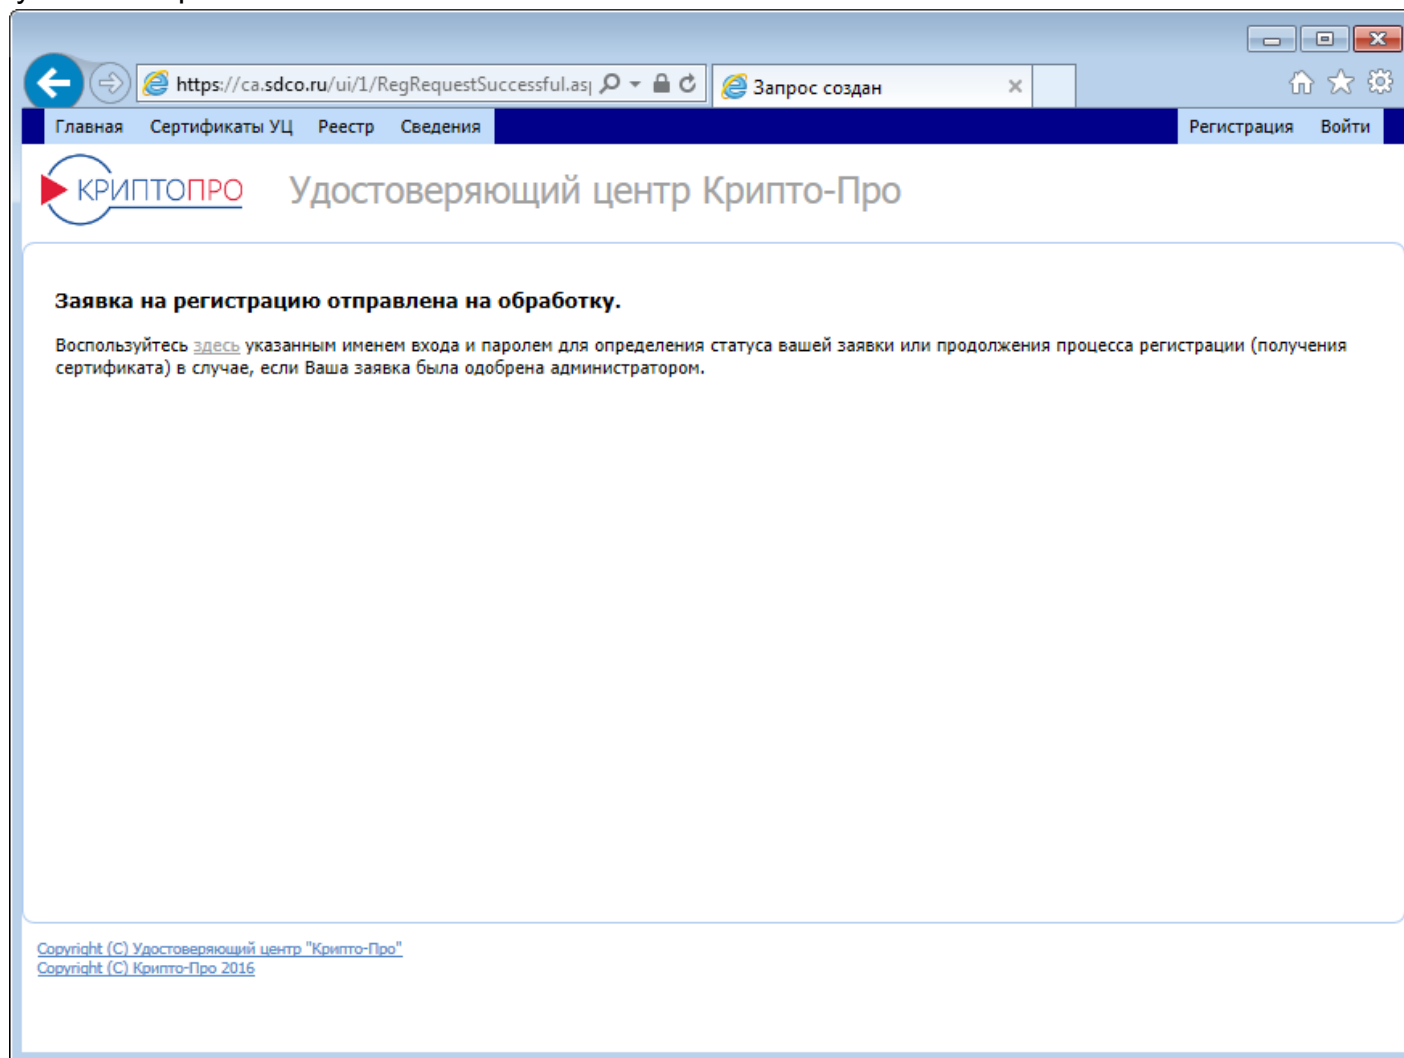 https://ca.sdco.ru/ui/1/RegRequestSuccessful.as
Запрос создан
Главная Сертификаты УЦ Реестр Сведения Регистрация Войти
КРИПТОПРО Удостоверяющий центр Крипто-Про
Заявка на регистрацию отправлена на обработку.
Воспользуйтесь здесь указанным именем входа и паролем для определения статуса вашей заявки или продолжения процесса регистрации (получения
сертификата) в случае, если Ваша заявка была одобрена администратором.
Copyright (C) Удостоверяющий центр "Крипто-Про"
Copyright (C) Крипто-Про 2016